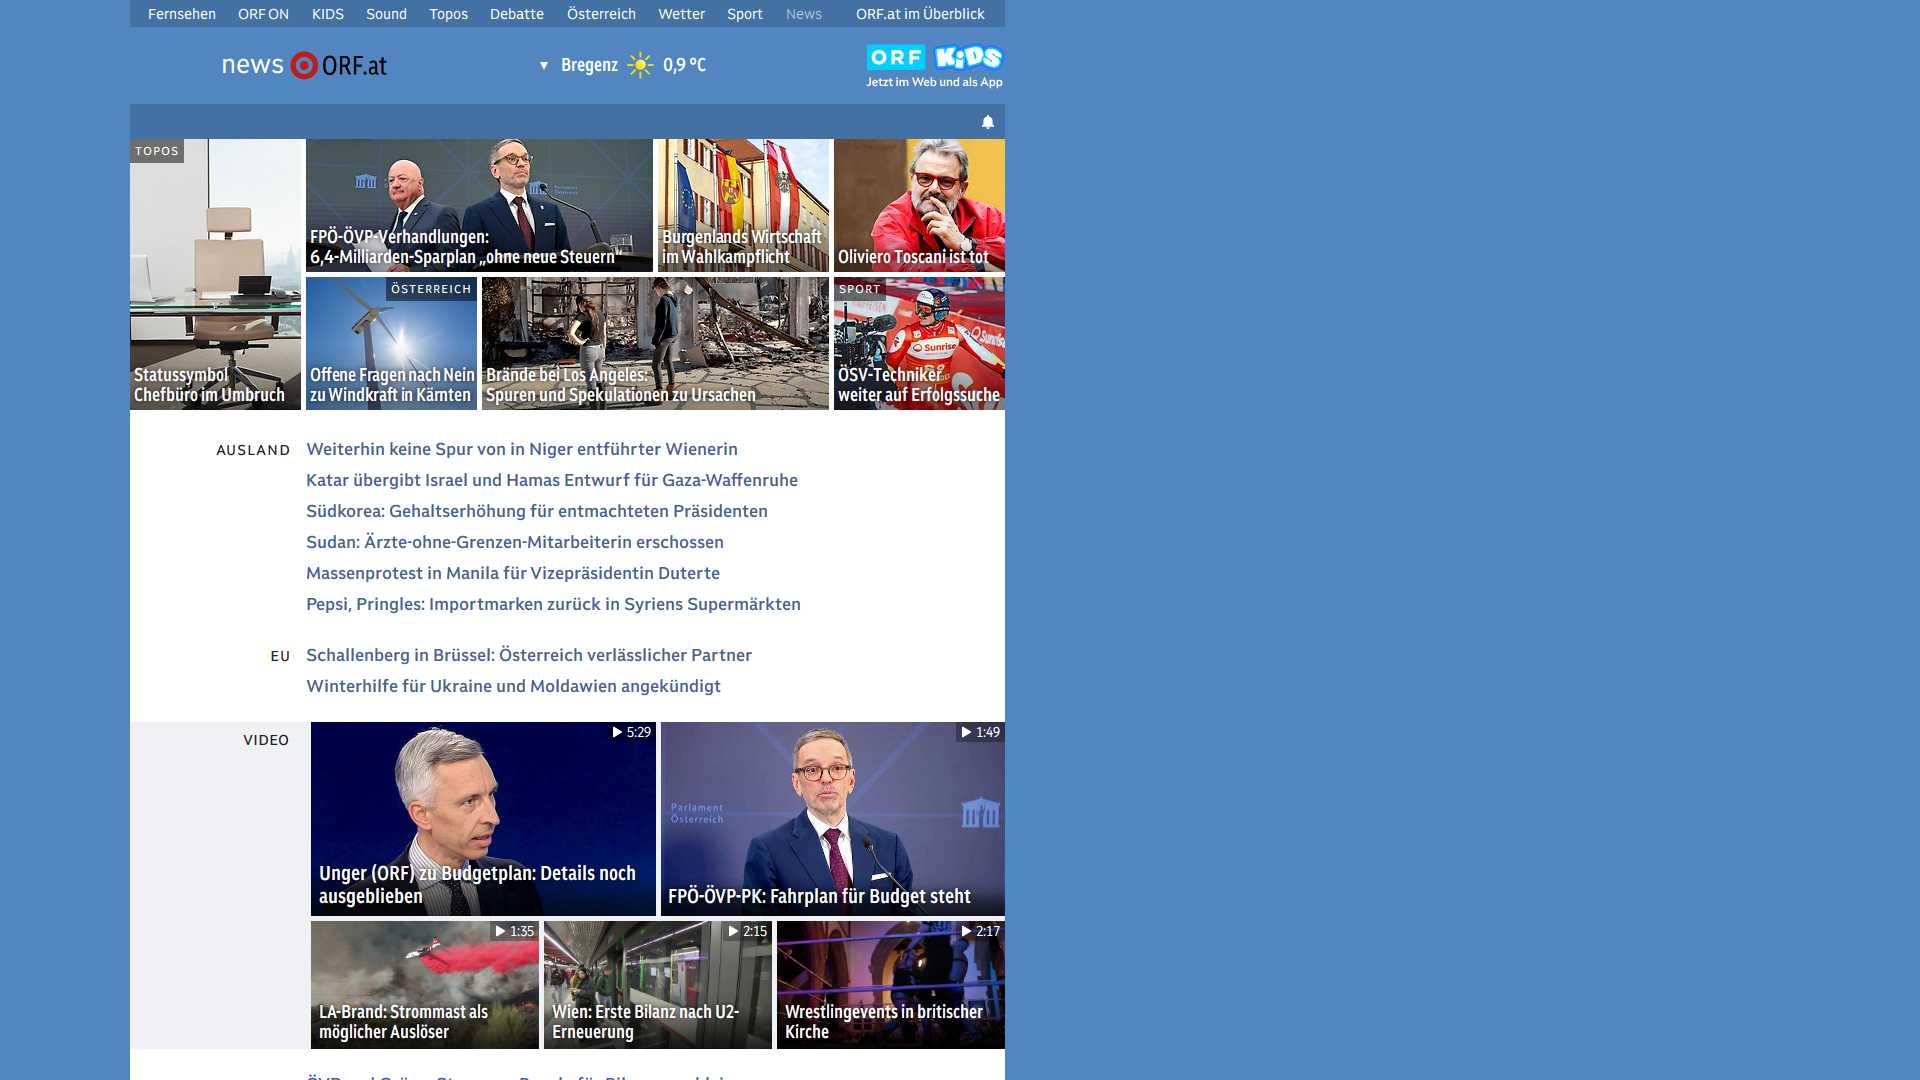 Fernsehen ORF ON KIDS Sound Topos Debatte Österreich Wetter Sport News ORF.at im Überblick
news ORF.at
Bregenz 0,9 °C
ORF KiDS
Jetzt im Web und als App
TOPOS
Statussymbol
Chefbüro im Umbruch
FPÖ-ÖVP-Verhandlungen:
6,4-Milliarden-Sparplan „ohne neue Steuern“
Burgenlands Wirtschaft
im Wahlkampflicht
Oliviero Toscani ist tot
ÖSTERREICH
Offene Fragen nach Nein
zu Windkraft in Kärnten
Brände bei Los Angeles:
Spuren und Spekulationen zu Ursachen
SPORT
Sunrise
ÖSV-Techniker
weiter auf Erfolgssuche
AUSLAND
Weiterhin keine Spur von in Niger entführter Wienerin
Katar übergibt Israel und Hamas Entwurf für Gaza-Waffenruhe
Südkorea: Gehaltserhöhung für entmachteten Präsidenten
Sudan: Ärzte-ohne-Grenzen-Mitarbeiterin erschossen
Massenprotest in Manila für Vizepräsidentin Duterte
Pepsi, Pringles: Importmarken zurück in Syriens Supermärkten
EU
Schallenberg in Brüssel: Österreich verlässlicher Partner
Winterhilfe für Ukraine und Moldawien angekündigt
VIDEO
5:29
Unger (ORF) zu Budgetplan: Details noch
ausgeblieben
1:49
Parlament
Österreich
FPÖ-ÖVP-PK: Fahrplan für Budget steht
1:35
LA-Brand: Strommast als
möglicher Auslöser
2:15
Wien: Erste Bilanz nach U2-
Erneuerung
2:17
Wrestlingevents in britischer
Kirche